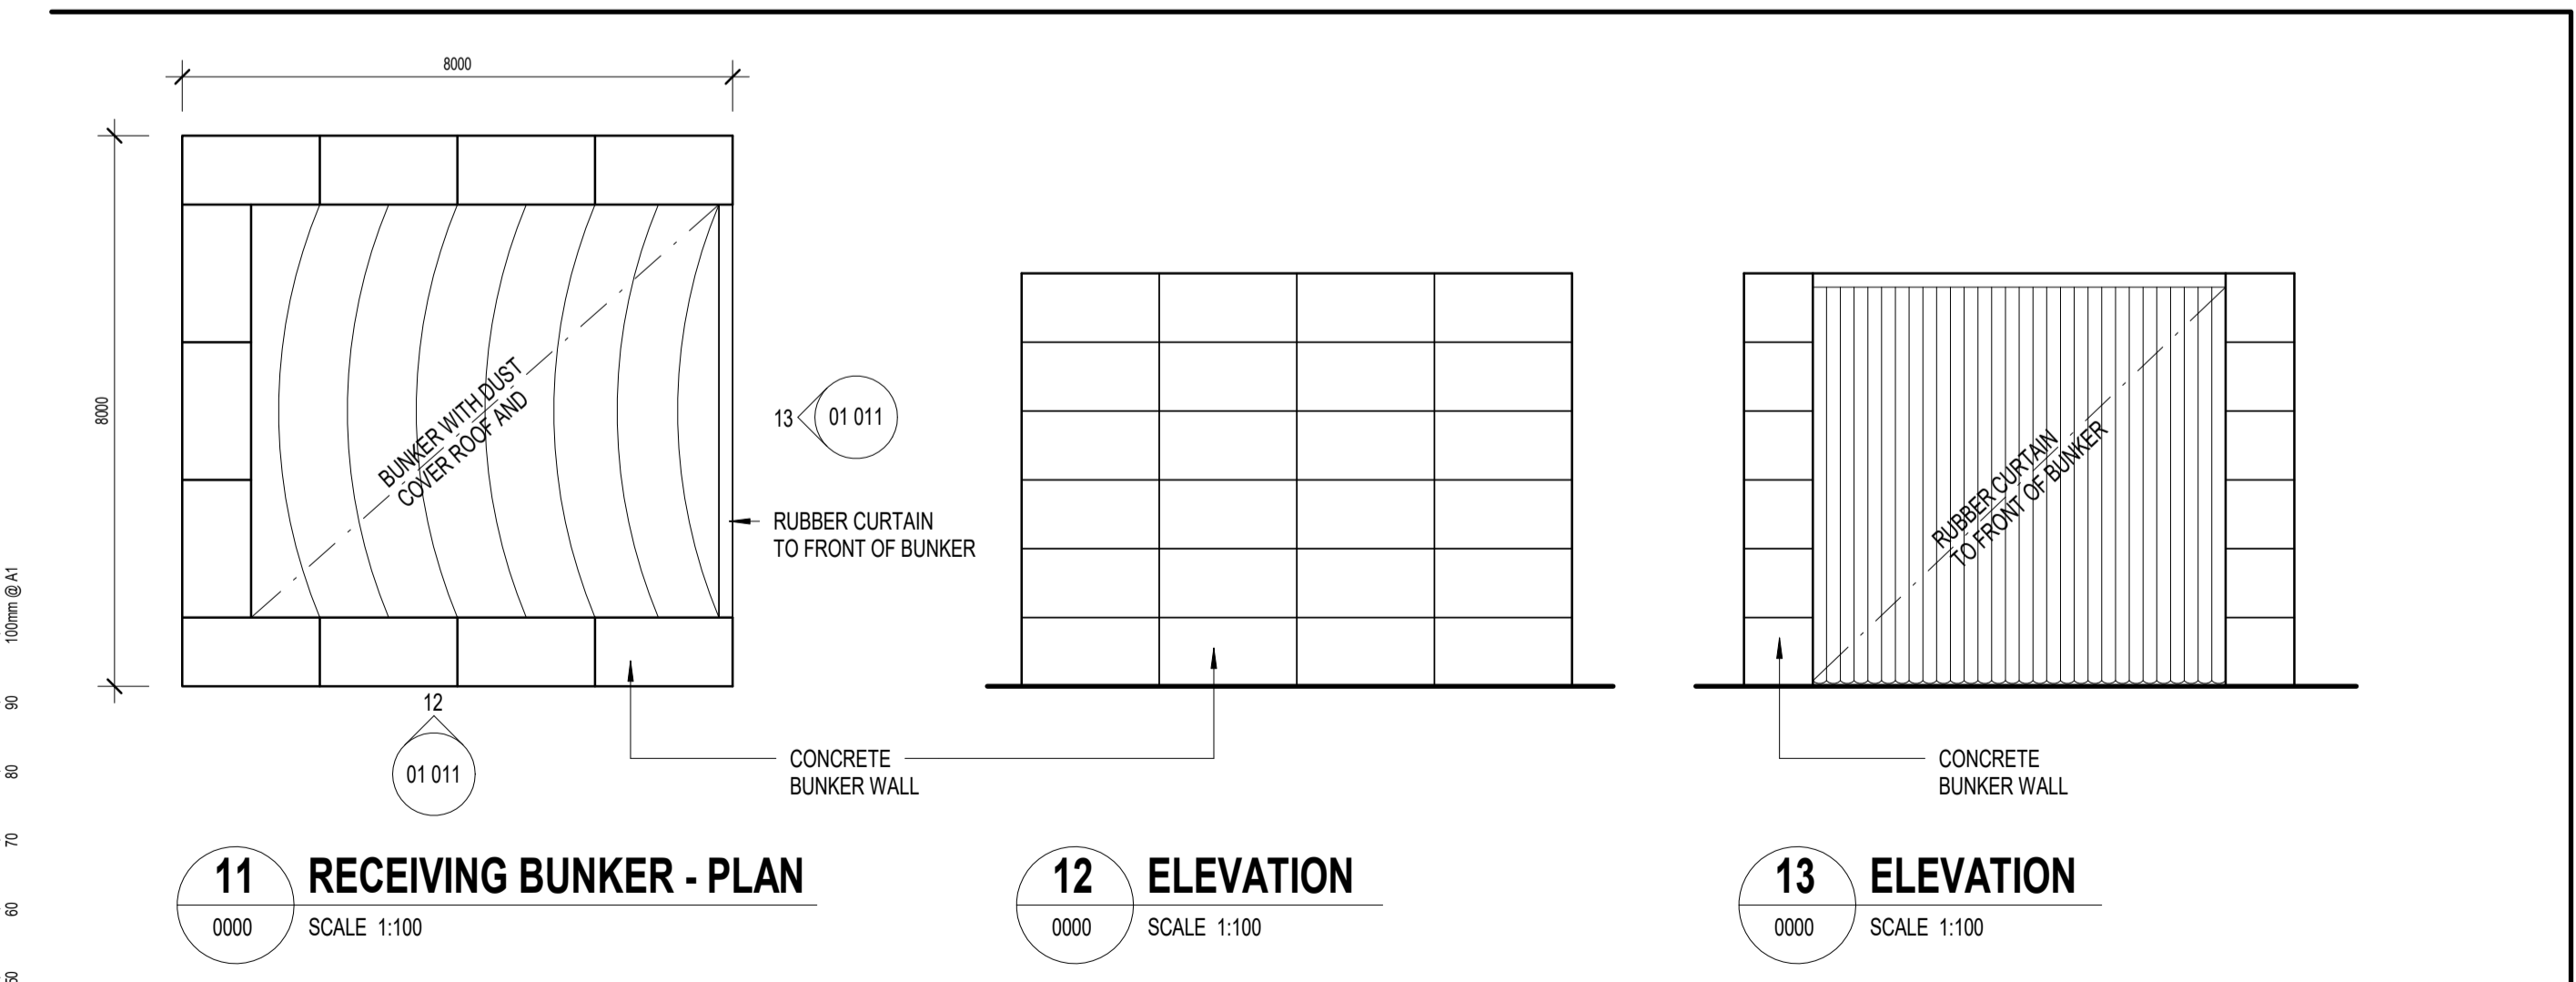 8000
8000
BUNKER WITH DUST
COVER ROOF AND
13
01 011
RUBBER CURTAIN
TO FRONT OF BUNKER
12
01 011
CONCRETE
BUNKER WALL
RUBBER CURTAIN
TO FRONT OF BUNKER
CONCRETE
BUNKER WALL
11
0000
RECEIVING BUNKER - PLAN
SCALE 1:100
12
0000
ELEVATION
SCALE 1:100
13
0000
ELEVATION
SCALE 1:100
100mm @ A1
90
80
70
60
50